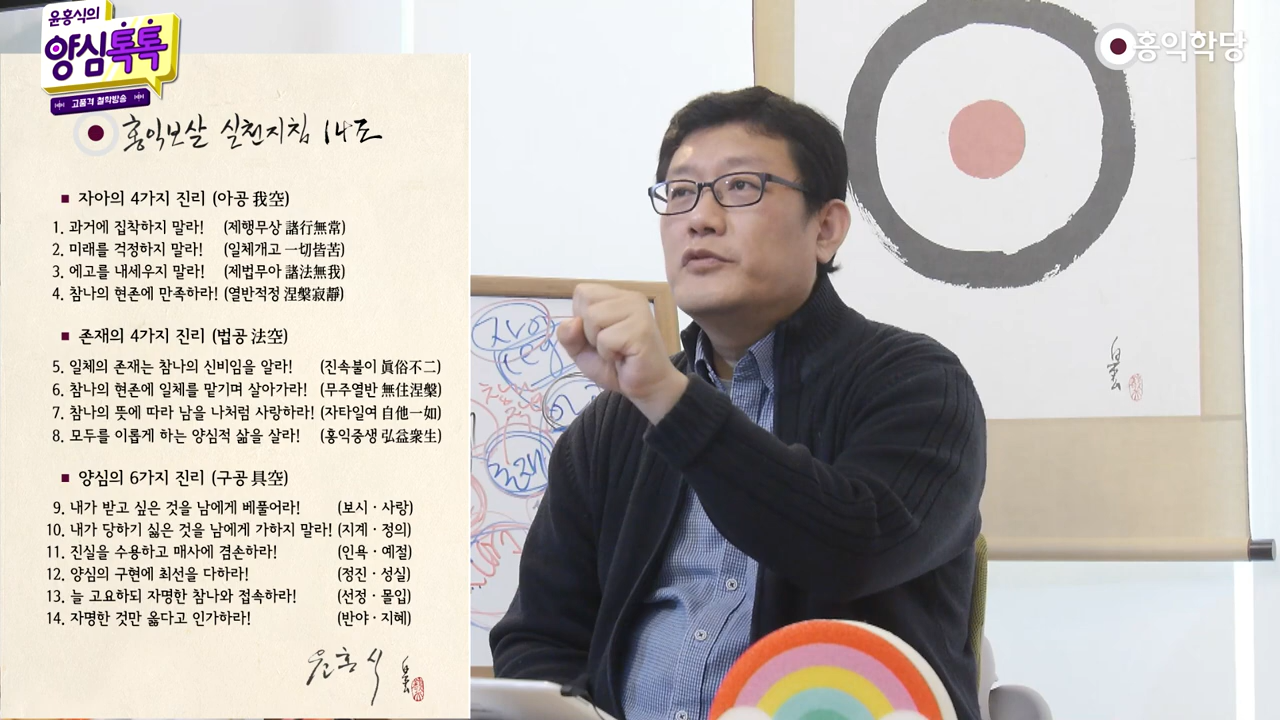 윤홍식의
양심톡톡
고품격 철학방송
홍익학당
홍익보살 실천지침 14조
■ 자아의 4가지 진리 (아공 我空)
1. 과거에 집착하지 말라! (제행무상 諸行無常)
2. 미래를 걱정하지 말라! (일체개고 一切皆苦)
3. 에고를 내세우지 말라! (제법무아 諸法無我)
4. 참나의 현존에 만족하라! (열반적정 涅槃寂靜)
■ 존재의 4가지 진리 (법공 法空)
5. 일체의 존재는 참나의 신비임을 알라! (진속불이 眞俗不二)
6. 참나의 현존에 일체를 맡기며 살아가라! (무주열반 無住涅槃)
7. 참나의 뜻에 따라 남을 나처럼 사랑하라! (자타일여 自他一如)
8. 모두를 이롭게 하는 양심적 삶을 살라! (홍익중생 弘益衆生)
■ 양심의 6가지 진리 (구공 具空)
9. 내가 받고 싶은 것을 남에게 베풀어라! (보시 · 사랑)
10. 내가 당하기 싫은 것을 남에게 가하지 말라! (지계 · 정의)
11. 진실을 수용하고 매사에 겸손하라! (인욕 · 예절)
12. 양심의 구현에 최선을 다하라! (정진 · 성실)
13. 늘 고요하되 자명한 참나와 접속하라! (선정 · 몰입)
14. 자명한 것만 옳다고 인가하라! (반야 · 지혜)
윤홍식